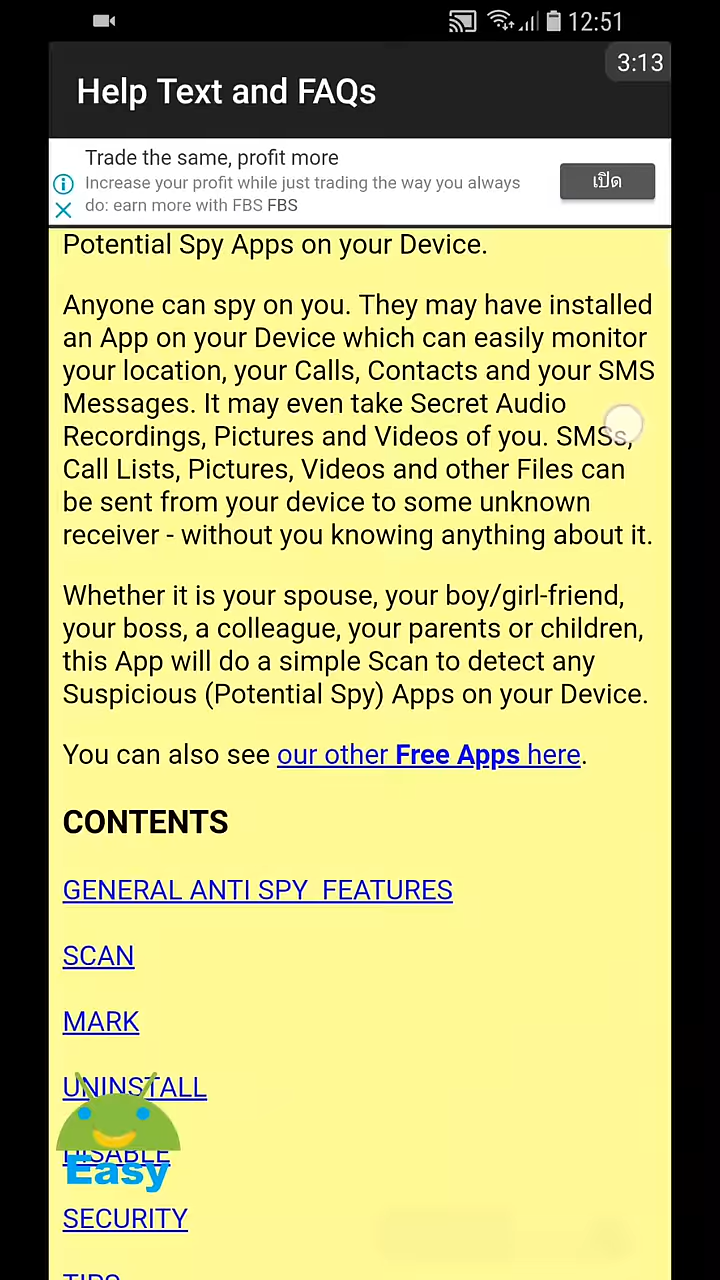 12:51
3:13
Help Text and FAQs
Trade the same, profit more
Increase your profit while just trading the way you always
do: earn more with FBS FBS
เปิด
Potential Spy Apps on your Device.
Anyone can spy on you. They may have installed
an App on your Device which can easily monitor
your location, your Calls, Contacts and your SMS
Messages. It may even take Secret Audio
Recordings, Pictures and Videos of you. SMSs,
Call Lists, Pictures, Videos and other Files can
be sent from your device to some unknown
receiver - without you knowing anything about it.
Whether it is your spouse, your boy/girl-friend,
your boss, a colleague, your parents or children,
this App will do a simple Scan to detect any
Suspicious (Potential Spy) Apps on your Device.
You can also see our other Free Apps here.
CONTENTS
GENERAL ANTI SPY  FEATURES
SCAN
MARK
UNINSTALL
DISABLE
Easy
SECURITY
TIPS